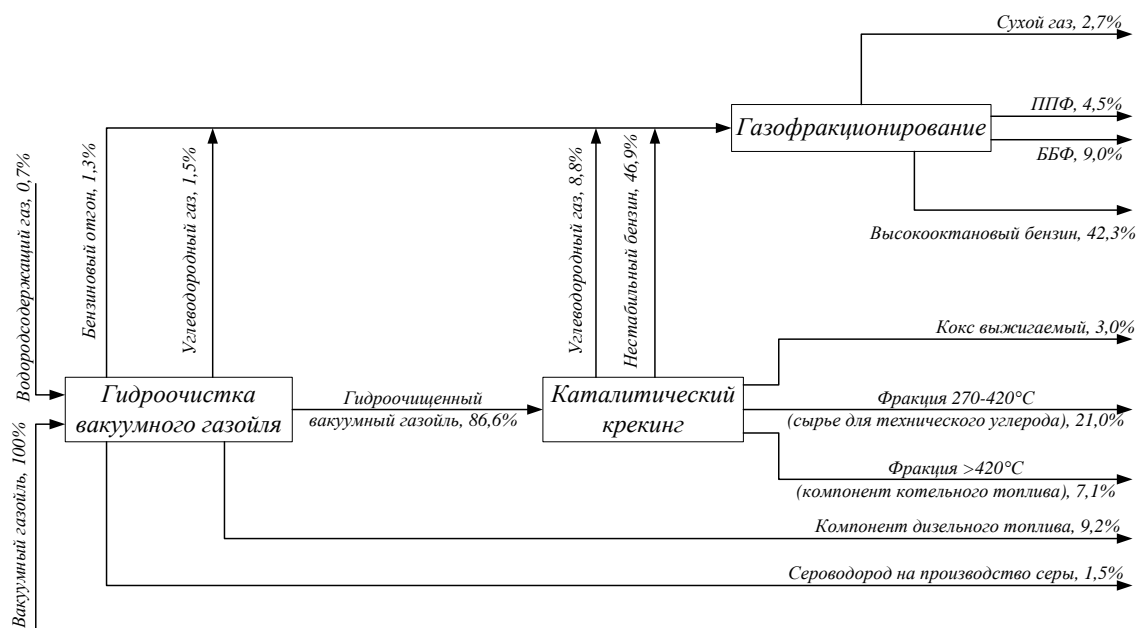 Сухой газ, 2,7%
ППФ, 4,5%
Газофракционирование
ББФ, 9,0%
Высокооктановый бензин, 42,3%
Водородсодержащий газ, 0,7%
Бензиновый отгон, 1,3%
Углеводородный газ, 1,5%
Углеводородный газ, 8,8%
Нестабильный бензин, 46,9%
Кокс выжигаемый, 3,0%
Гидроочистка
вакуумного газойля
Гидроочищенный
вакуумный газойль, 86,6%
Каталитический
крекинг
Фракция 270-420°С
(сырье для технического углерода), 21,0%
Фракция >420°С
(компонент котельного топлива), 7,1%
Вакуумный газойль, 100%
Компонент дизельного топлива, 9,2%
Сероводород на производство серы, 1,5%